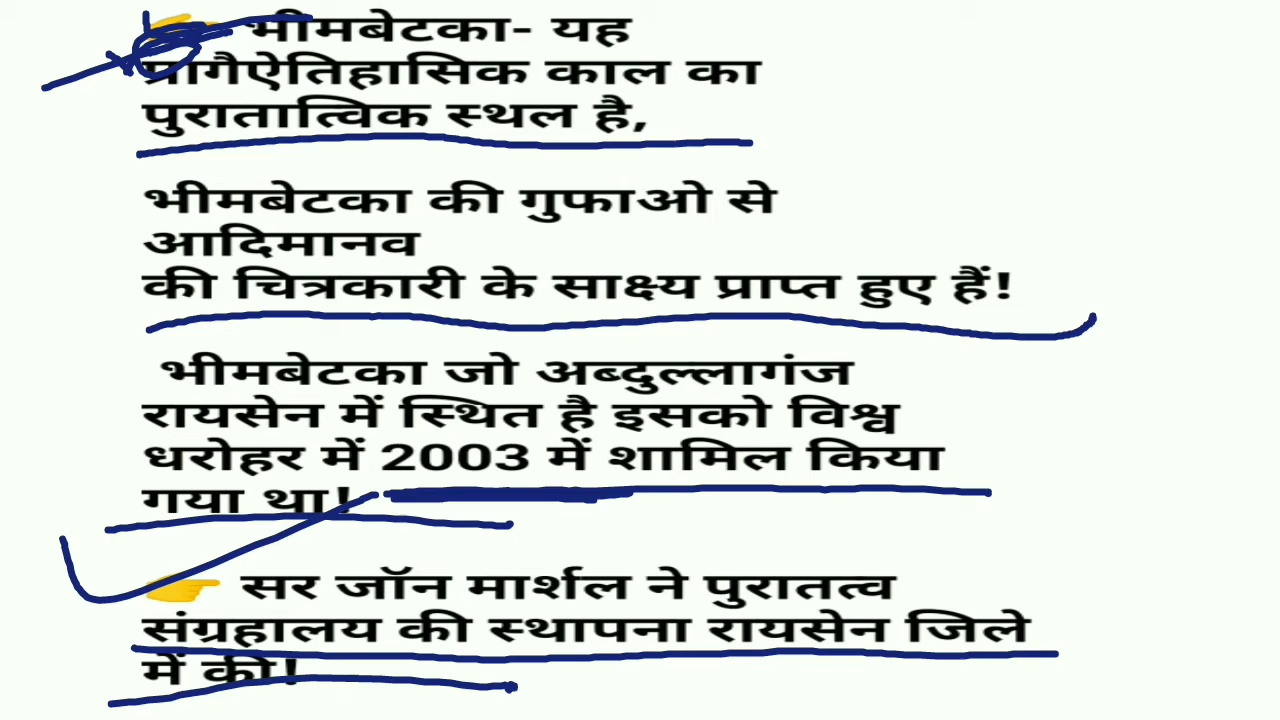 भीमबेटका- यह
प्रागैऐतिहासिक काल का
पुरातात्विक स्थल है,
भीमबेटका की गुफाओ से
आदिमानव
की चित्रकारी के साक्ष्य प्राप्त हुए हैं!
भीमबेटका जो अब्दुल्लागंज
रायसेन में स्थित है इसको विश्व
धरोहर में 2003 में शामिल किया
गया था!
👉 सर जॉन मार्शल ने पुरातत्व
संग्रहालय की स्थापना रायसेन जिले
में की!